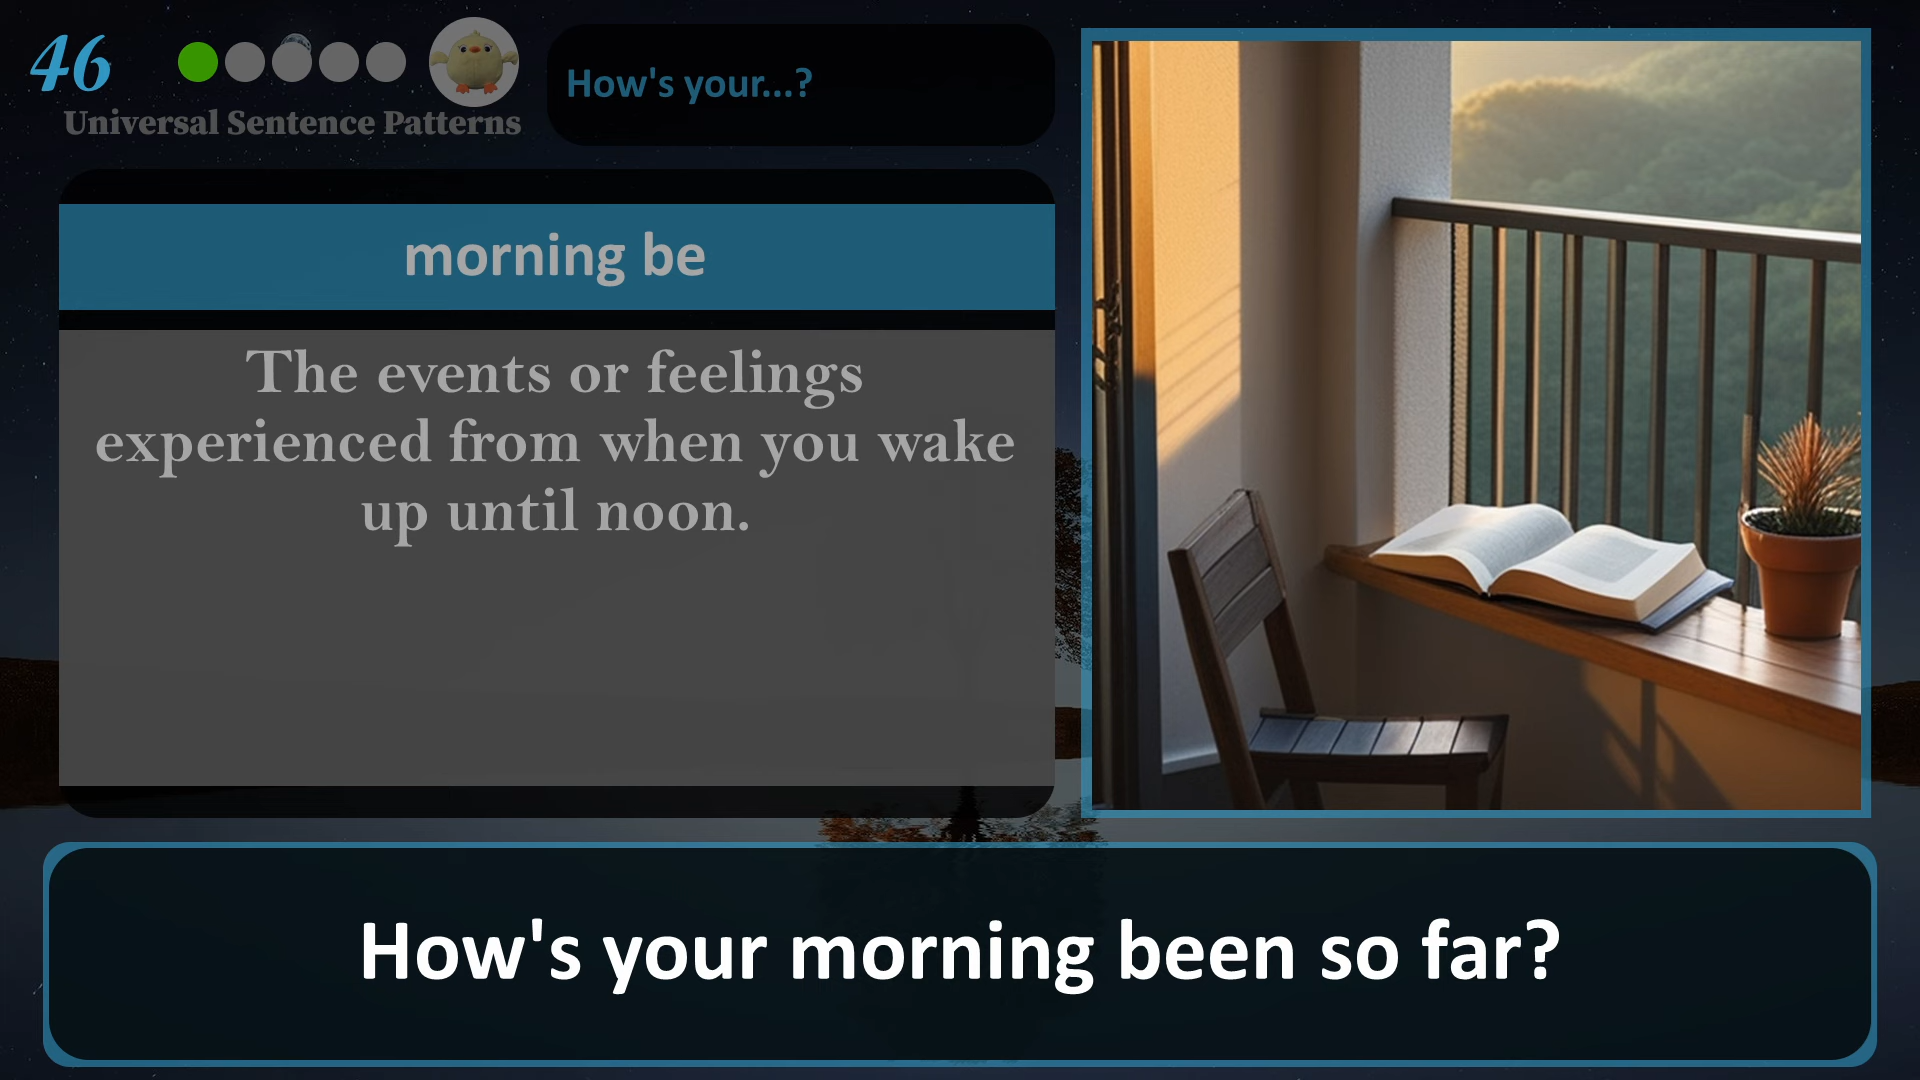 46
Universal Sentence Patterns
How's your...?
morning be
The events or feelings
experienced from when you wake
up until noon.
How's your morning been so far?